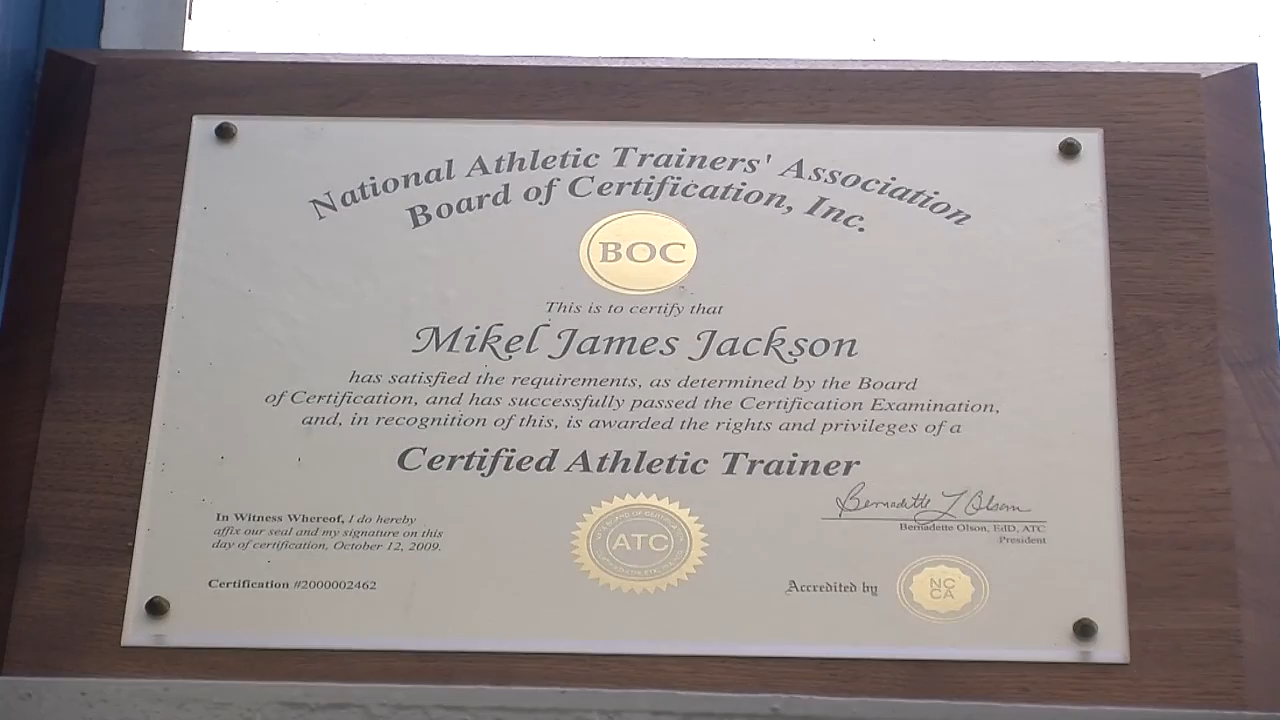 National Athletic Trainers' Association
Board of Certification, Inc.
BOC
This is to certify that
Mikel James Jackson
has satisfied the requirements, as determined by the Board
of Certification, and has successfully passed the Certification Examination,
and, in recognition of this, is awarded the rights and privileges of a
Certified Athletic Trainer
In Witness Whereof, I do hereby
affix our seal and my signature on this
day of certification, October 12, 2009.
Certification #2000002462
ATC
Bernadette L Olson
Bernadette Olson, EdD, ATC
President
Accredited by
NC
CA